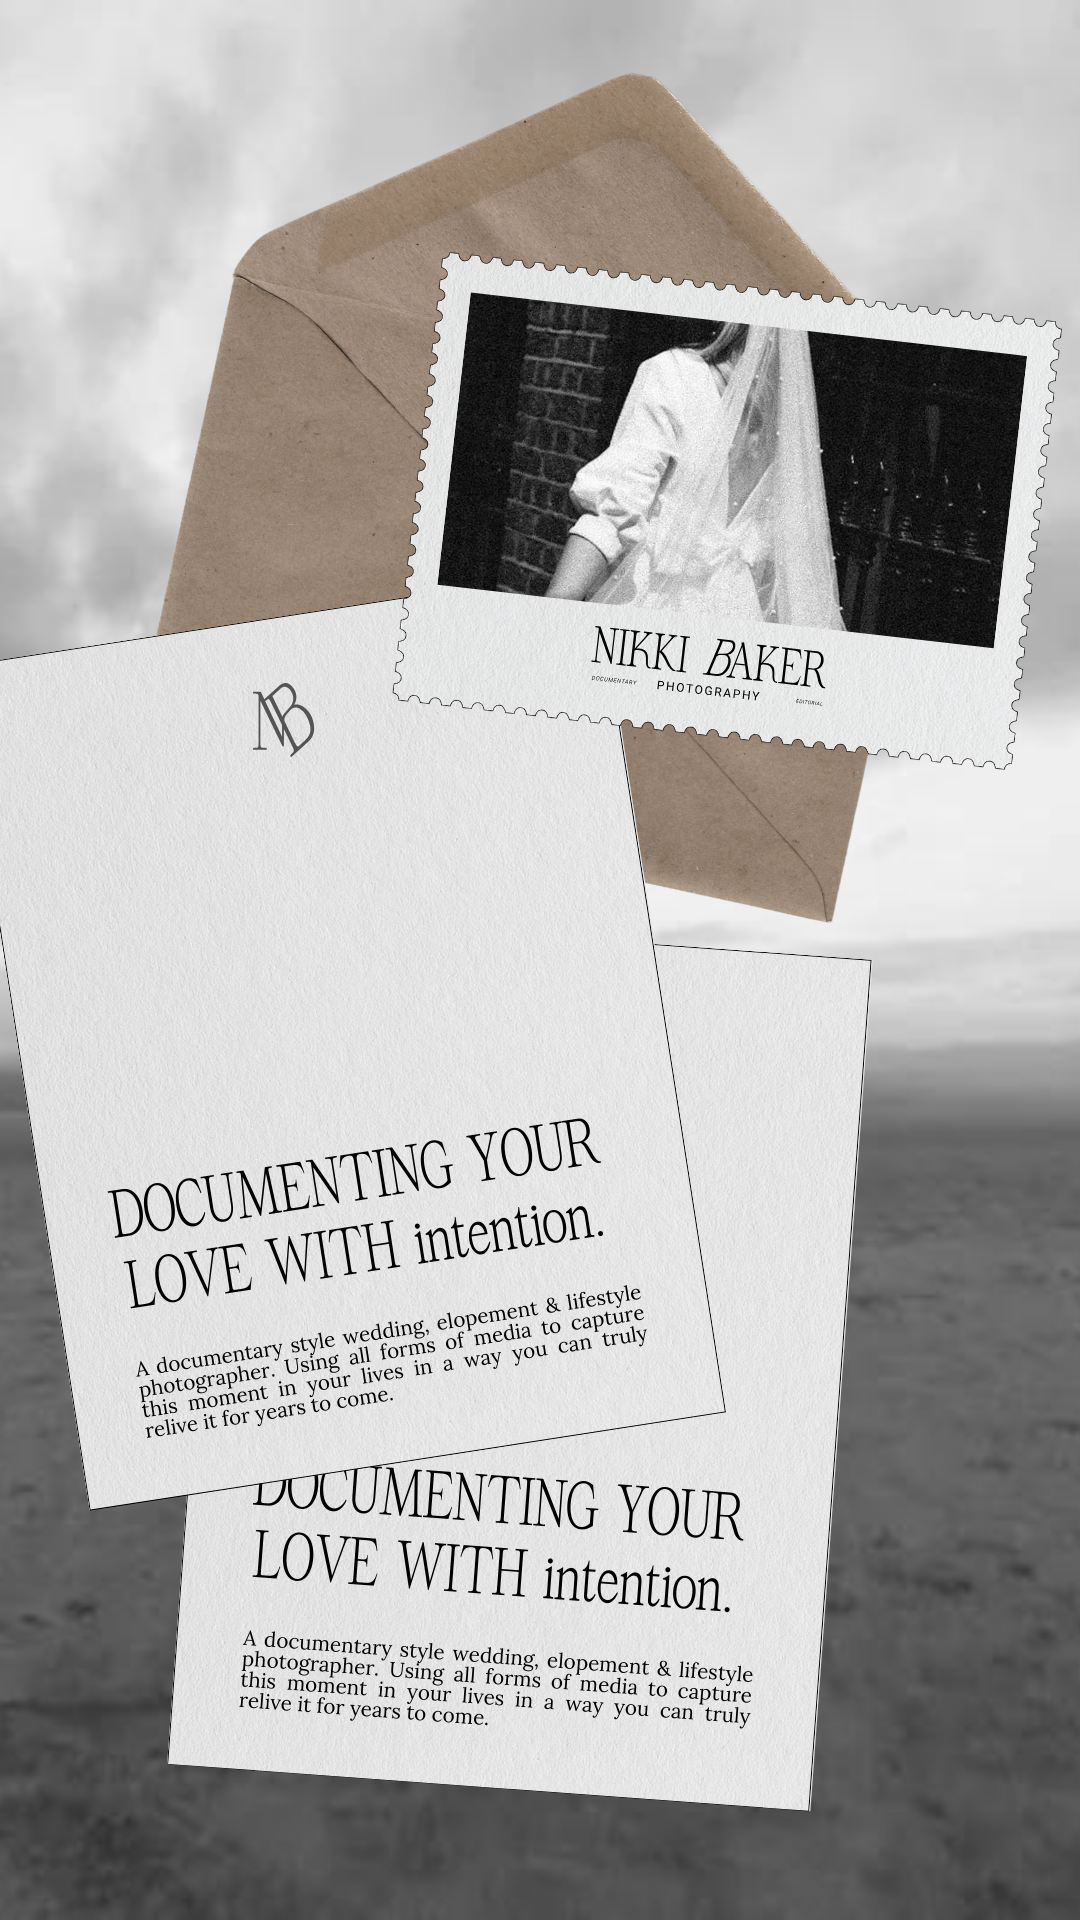 NIKKI BAKER
DOCUMENTARY PHOTOGRAPHY EDITORIAL
NB
DOCUMENTING YOUR
LOVE WITH intention.
A documentary style wedding, elopement & lifestyle
photographer. Using all forms of media to capture
this moment in your lives in a way you can truly
relive it for years to come.
DOCUMENTING YOUR
LOVE WITH intention.
A documentary style wedding, elopement & lifestyle
photographer. Using all forms of media to capture
this moment in your lives in a way you can truly
relive it for years to come.